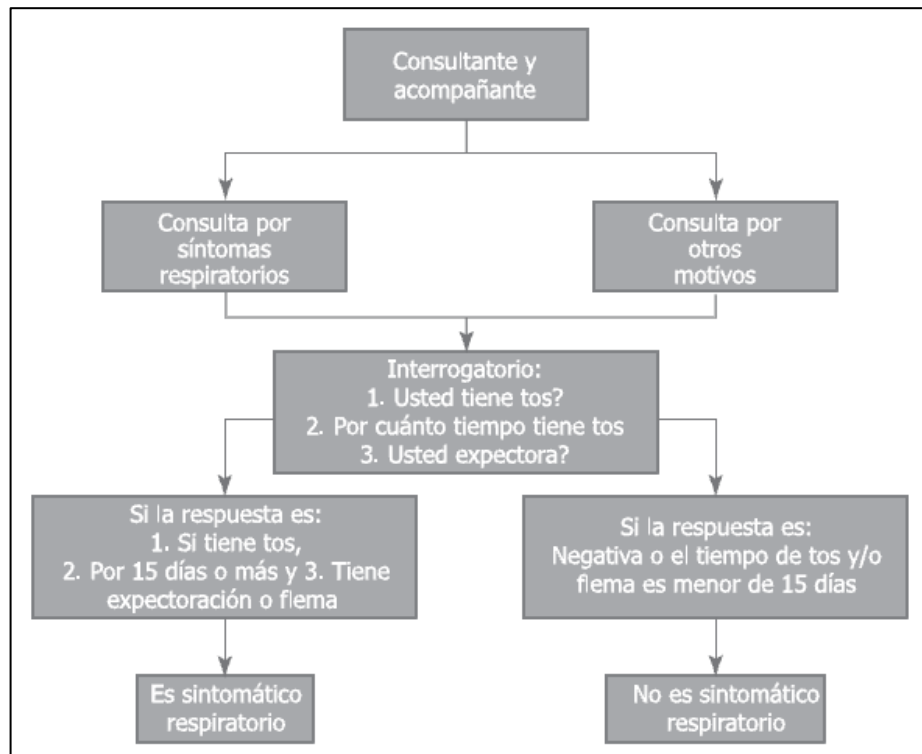 Consultante y
acompañante
Consulta por
síntomas
respiratorios
Consulta por
otros
motivos
Interrogatorio:
1. Usted tiene tos?
2. Por cuánto tiempo tiene tos
3. Usted expectora?
Si la respuesta es:
1. Si tiene tos,
2. Por 15 días o más y 3. Tiene
expectoración o flema
Si la respuesta es:
Negativa o el tiempo de tos y/o
flema es menor de 15 días
Es sintomático
respiratorio
No es sintomático
respiratorio